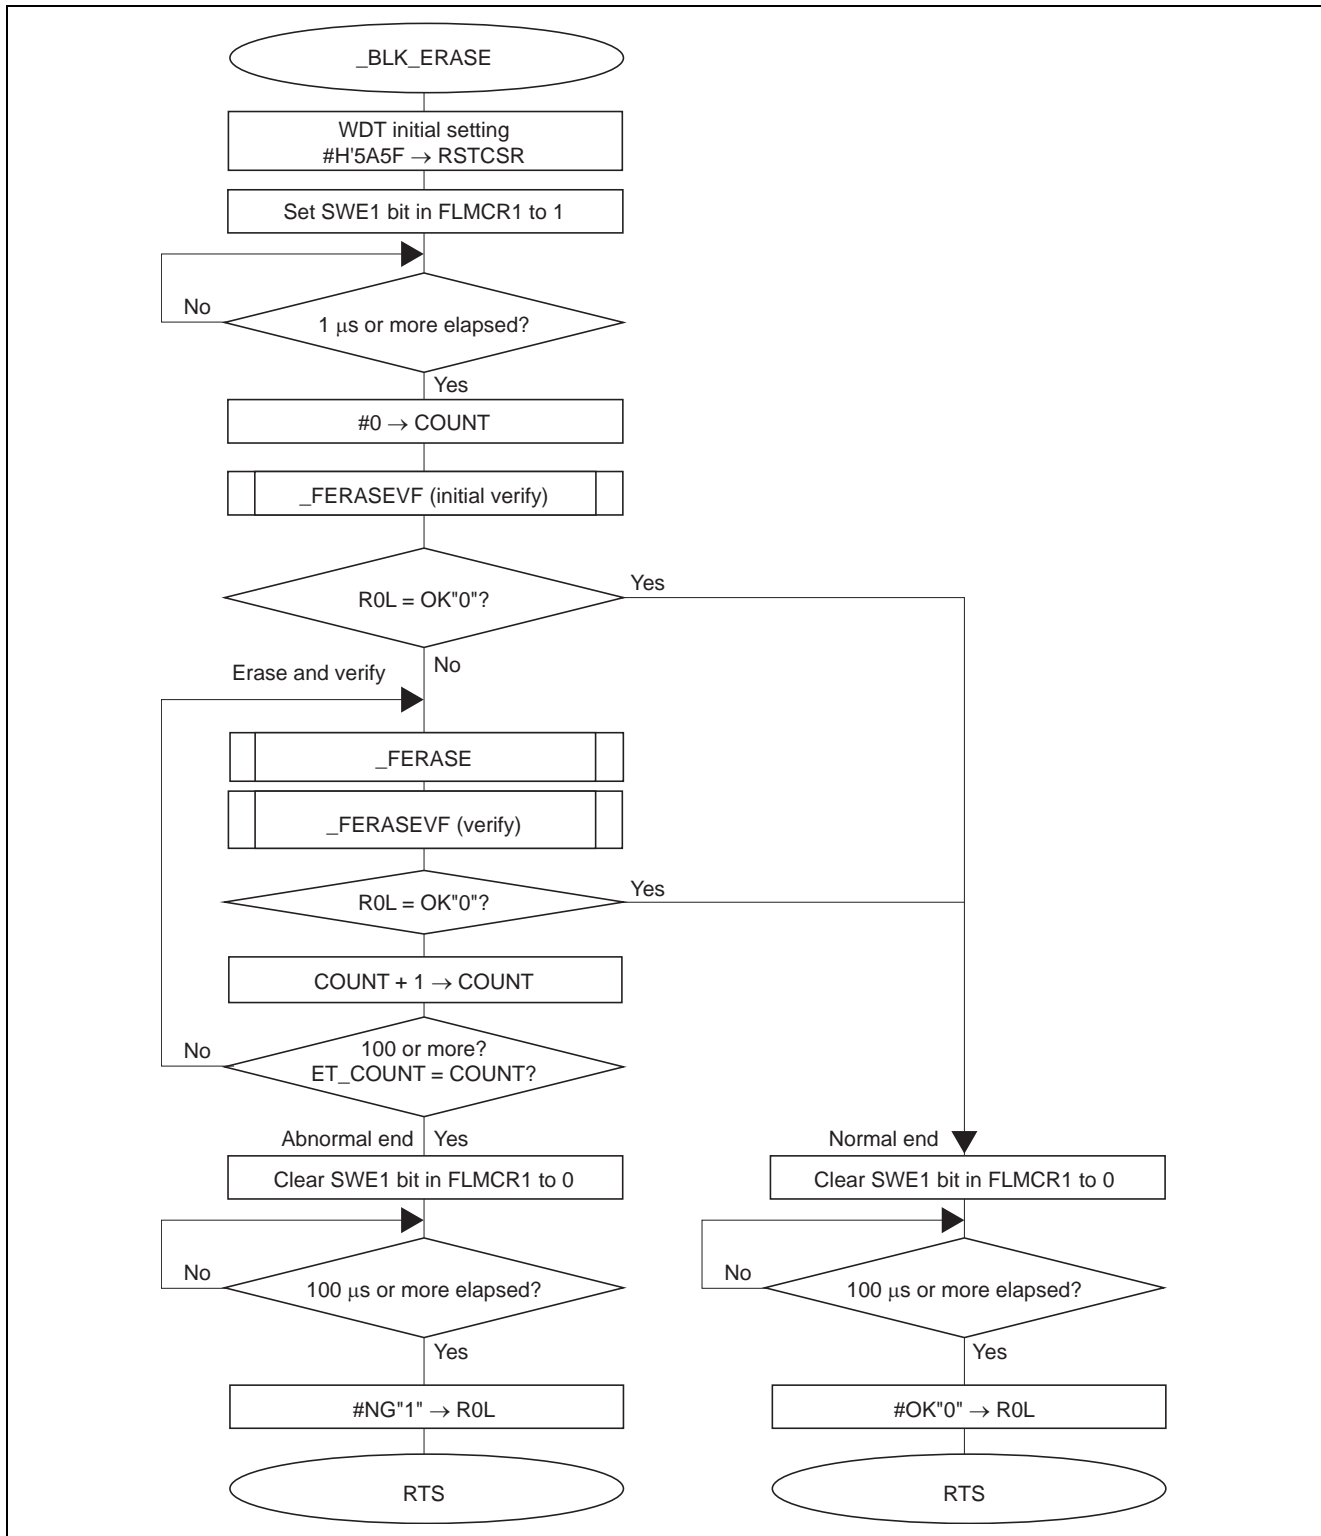 _BLK_ERASE
WDT initial setting
#H'5A5F → RSTCSR
Set SWE1 bit in FLMCR1 to 1
No
1 μs or more elapsed?
Yes
#0 → COUNT
_FERASEVF (initial verify)
R0L = OK"0"?
Yes
No
Erase and verify
_FERASE
_FERASEVF (verify)
R0L = OK"0"?
Yes
COUNT + 1 → COUNT
No
100 or more?
ET_COUNT = COUNT?
Abnormal end
Yes
Clear SWE1 bit in FLMCR1 to 0
No
100 μs or more elapsed?
Yes
#NG"1" → R0L
RTS
Normal end
Clear SWE1 bit in FLMCR1 to 0
No
100 μs or more elapsed?
Yes
#OK"0" → R0L
RTS